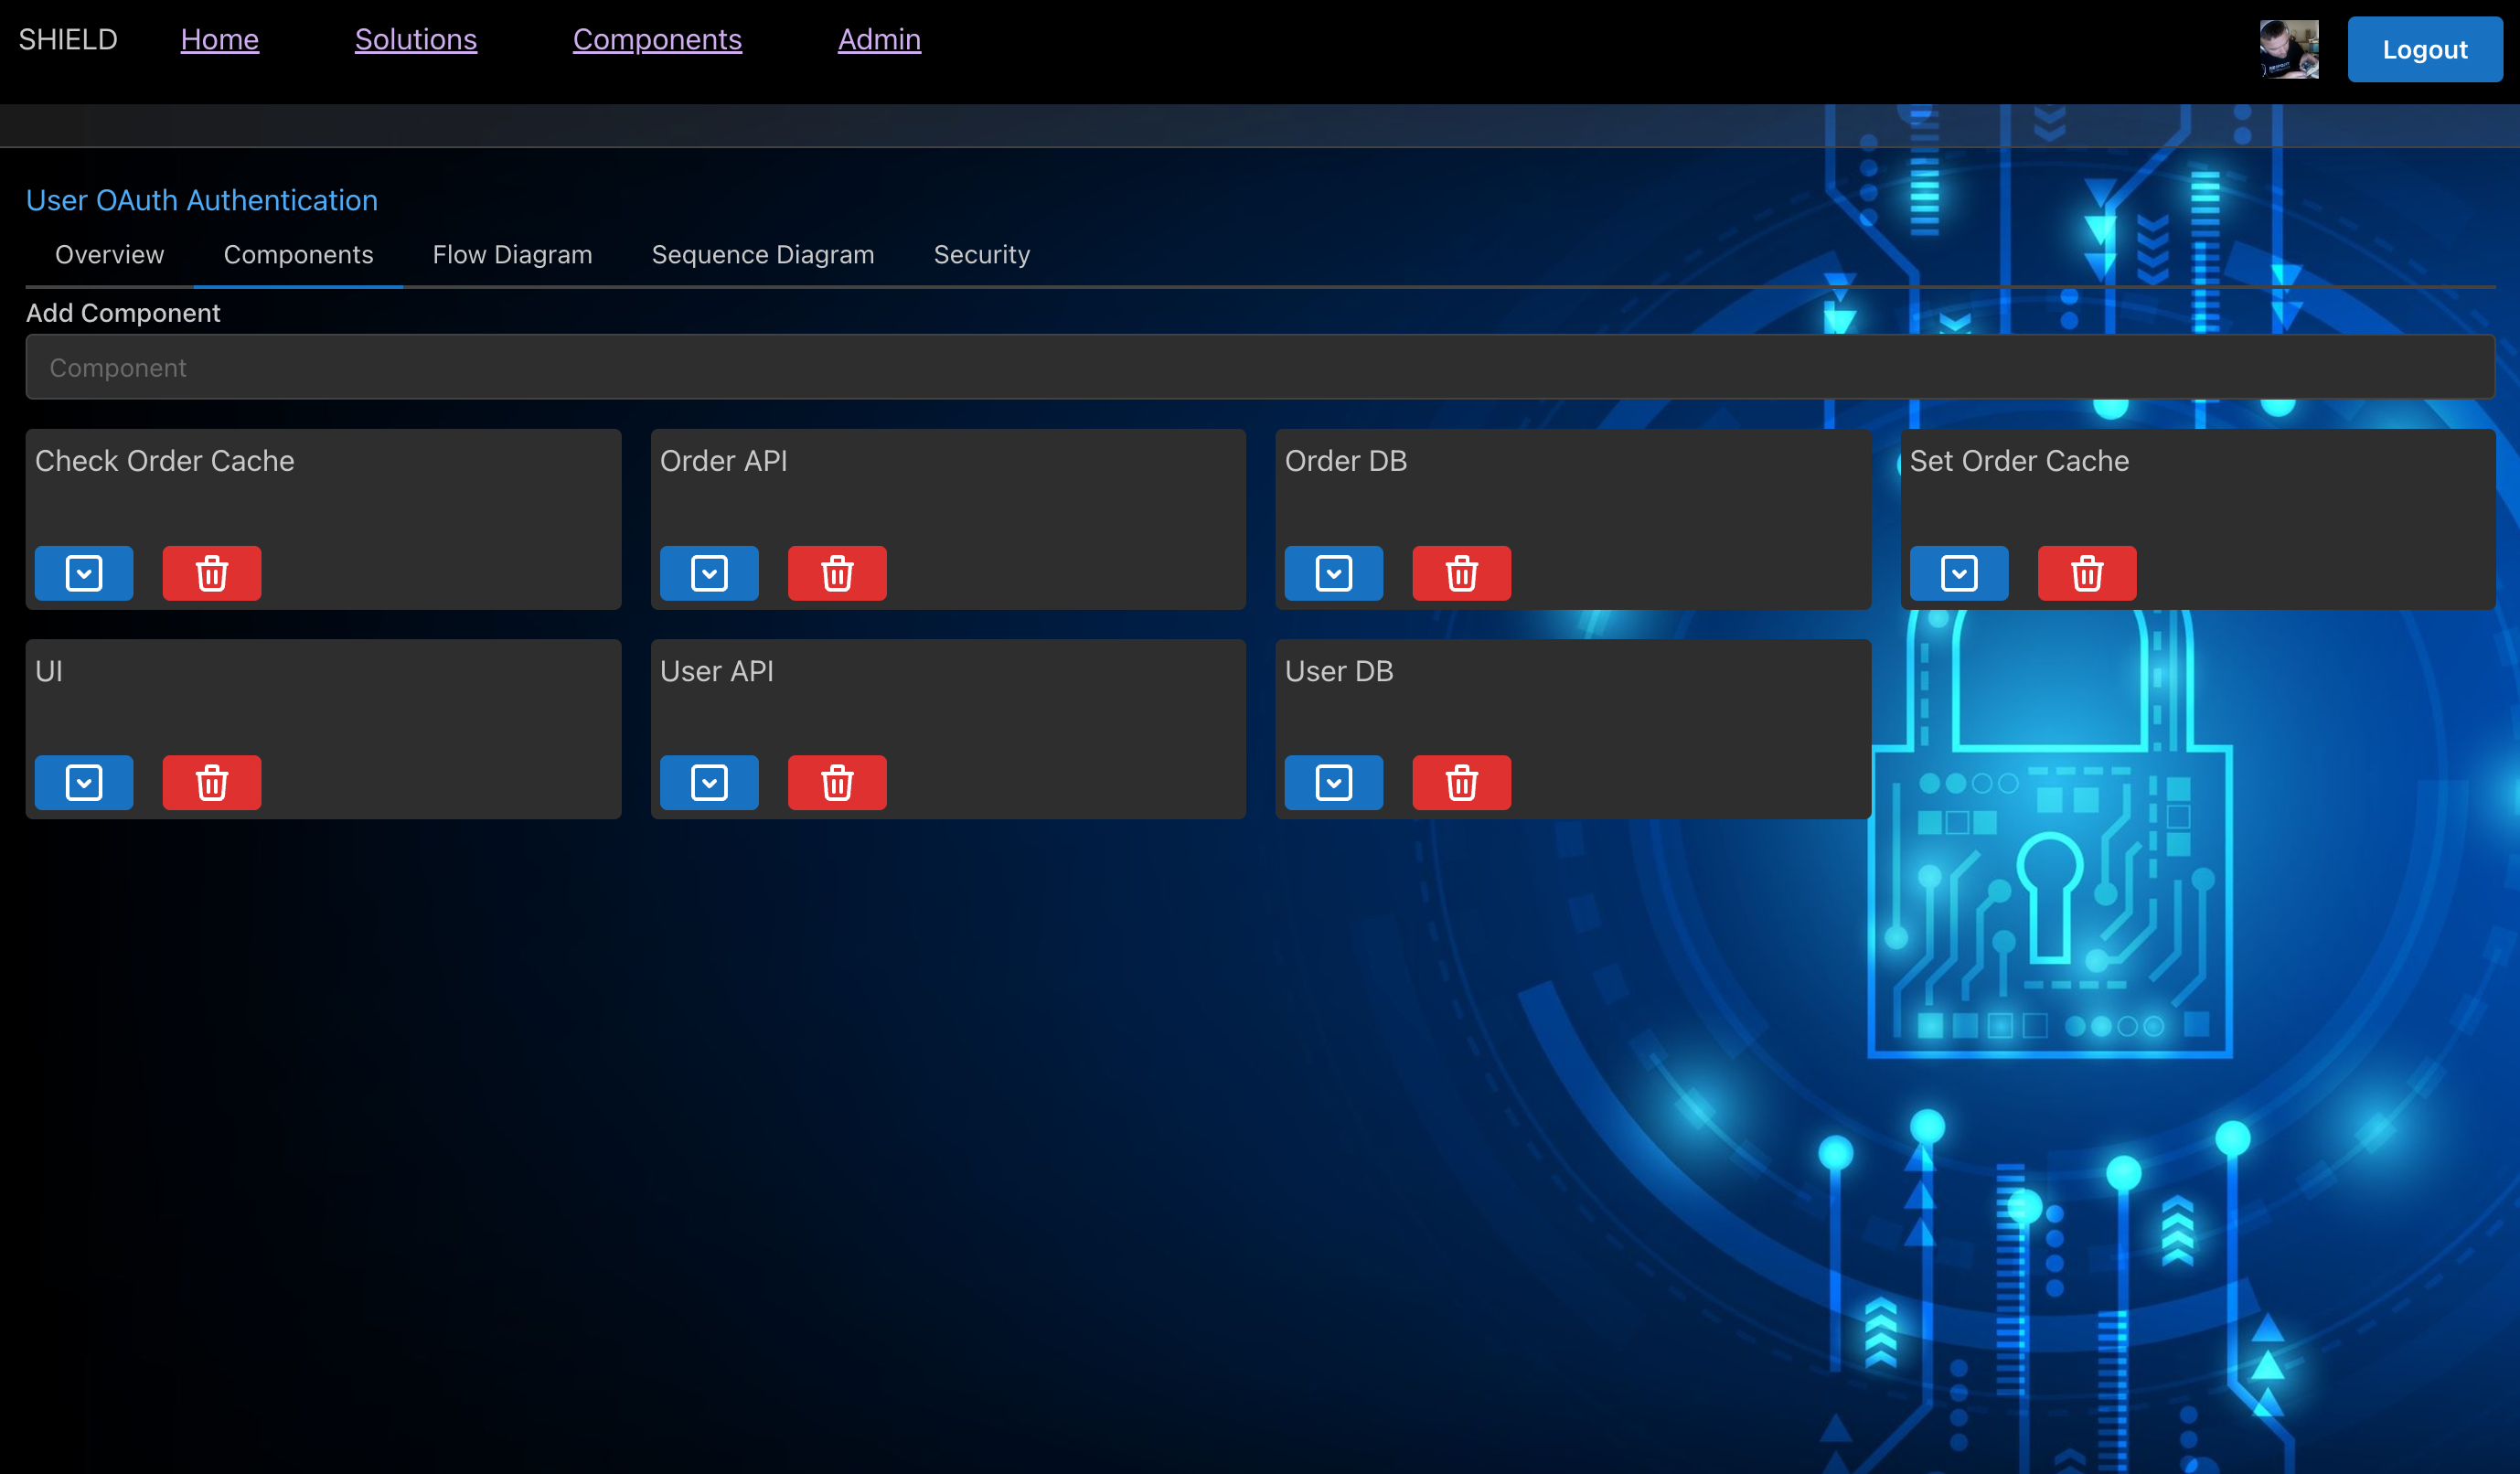 SHIELD Home Solutions Components Admin Logout
User OAuth Authentication
Overview Components Flow Diagram Sequence Diagram Security
Add Component
Component
Check Order Cache
Order API
Order DB
Set Order Cache
UI
User API
User DB